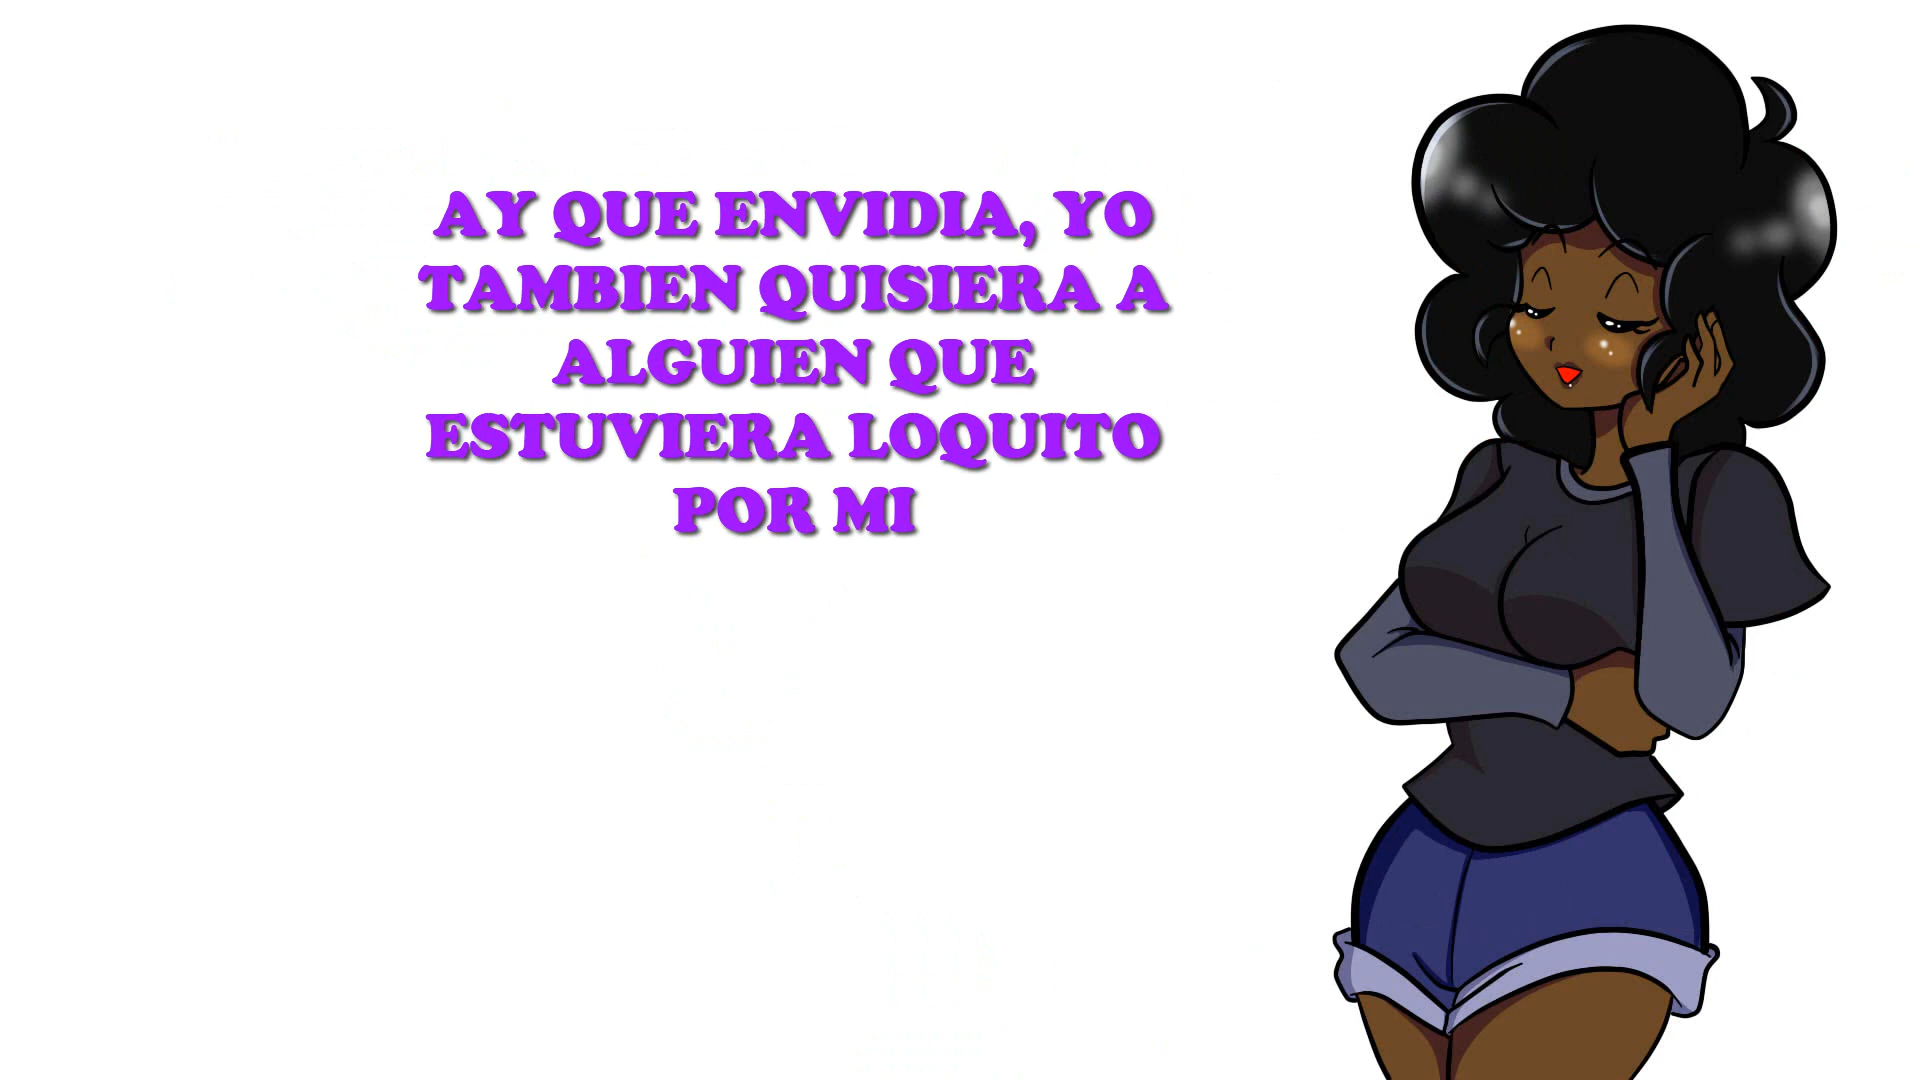 AY QUE ENVIDIA, YO
TAMBIEN QUISIERA A
ALGUIEN QUE
ESTUVIERA LOQUITO
POR MI